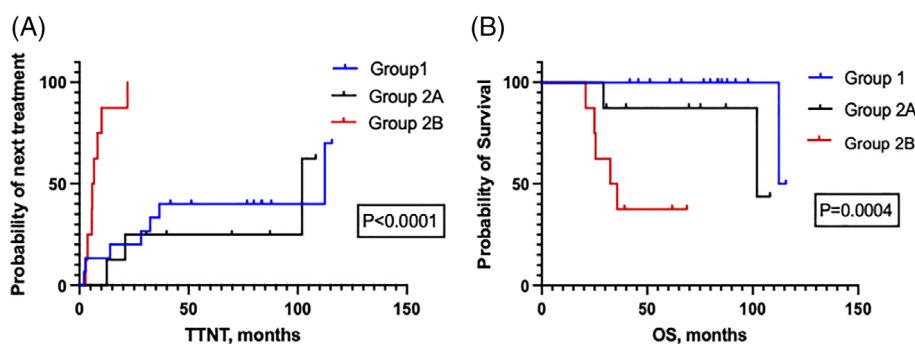 (A)
Probability of next treatment
100
50
0
0 50 100 150
TTNT, months
Group1
Group 2A
Group 2B
P<0.0001
(B)
Probability of Survival
100
50
0
0 50 100 150
OS, months
Group 1
Group 2A
Group 2B
P=0.0004